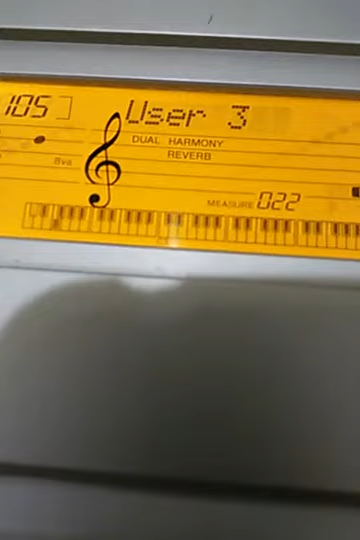 105 User 3
DUAL HARMONY
REVERB
8va
MEASURE 022